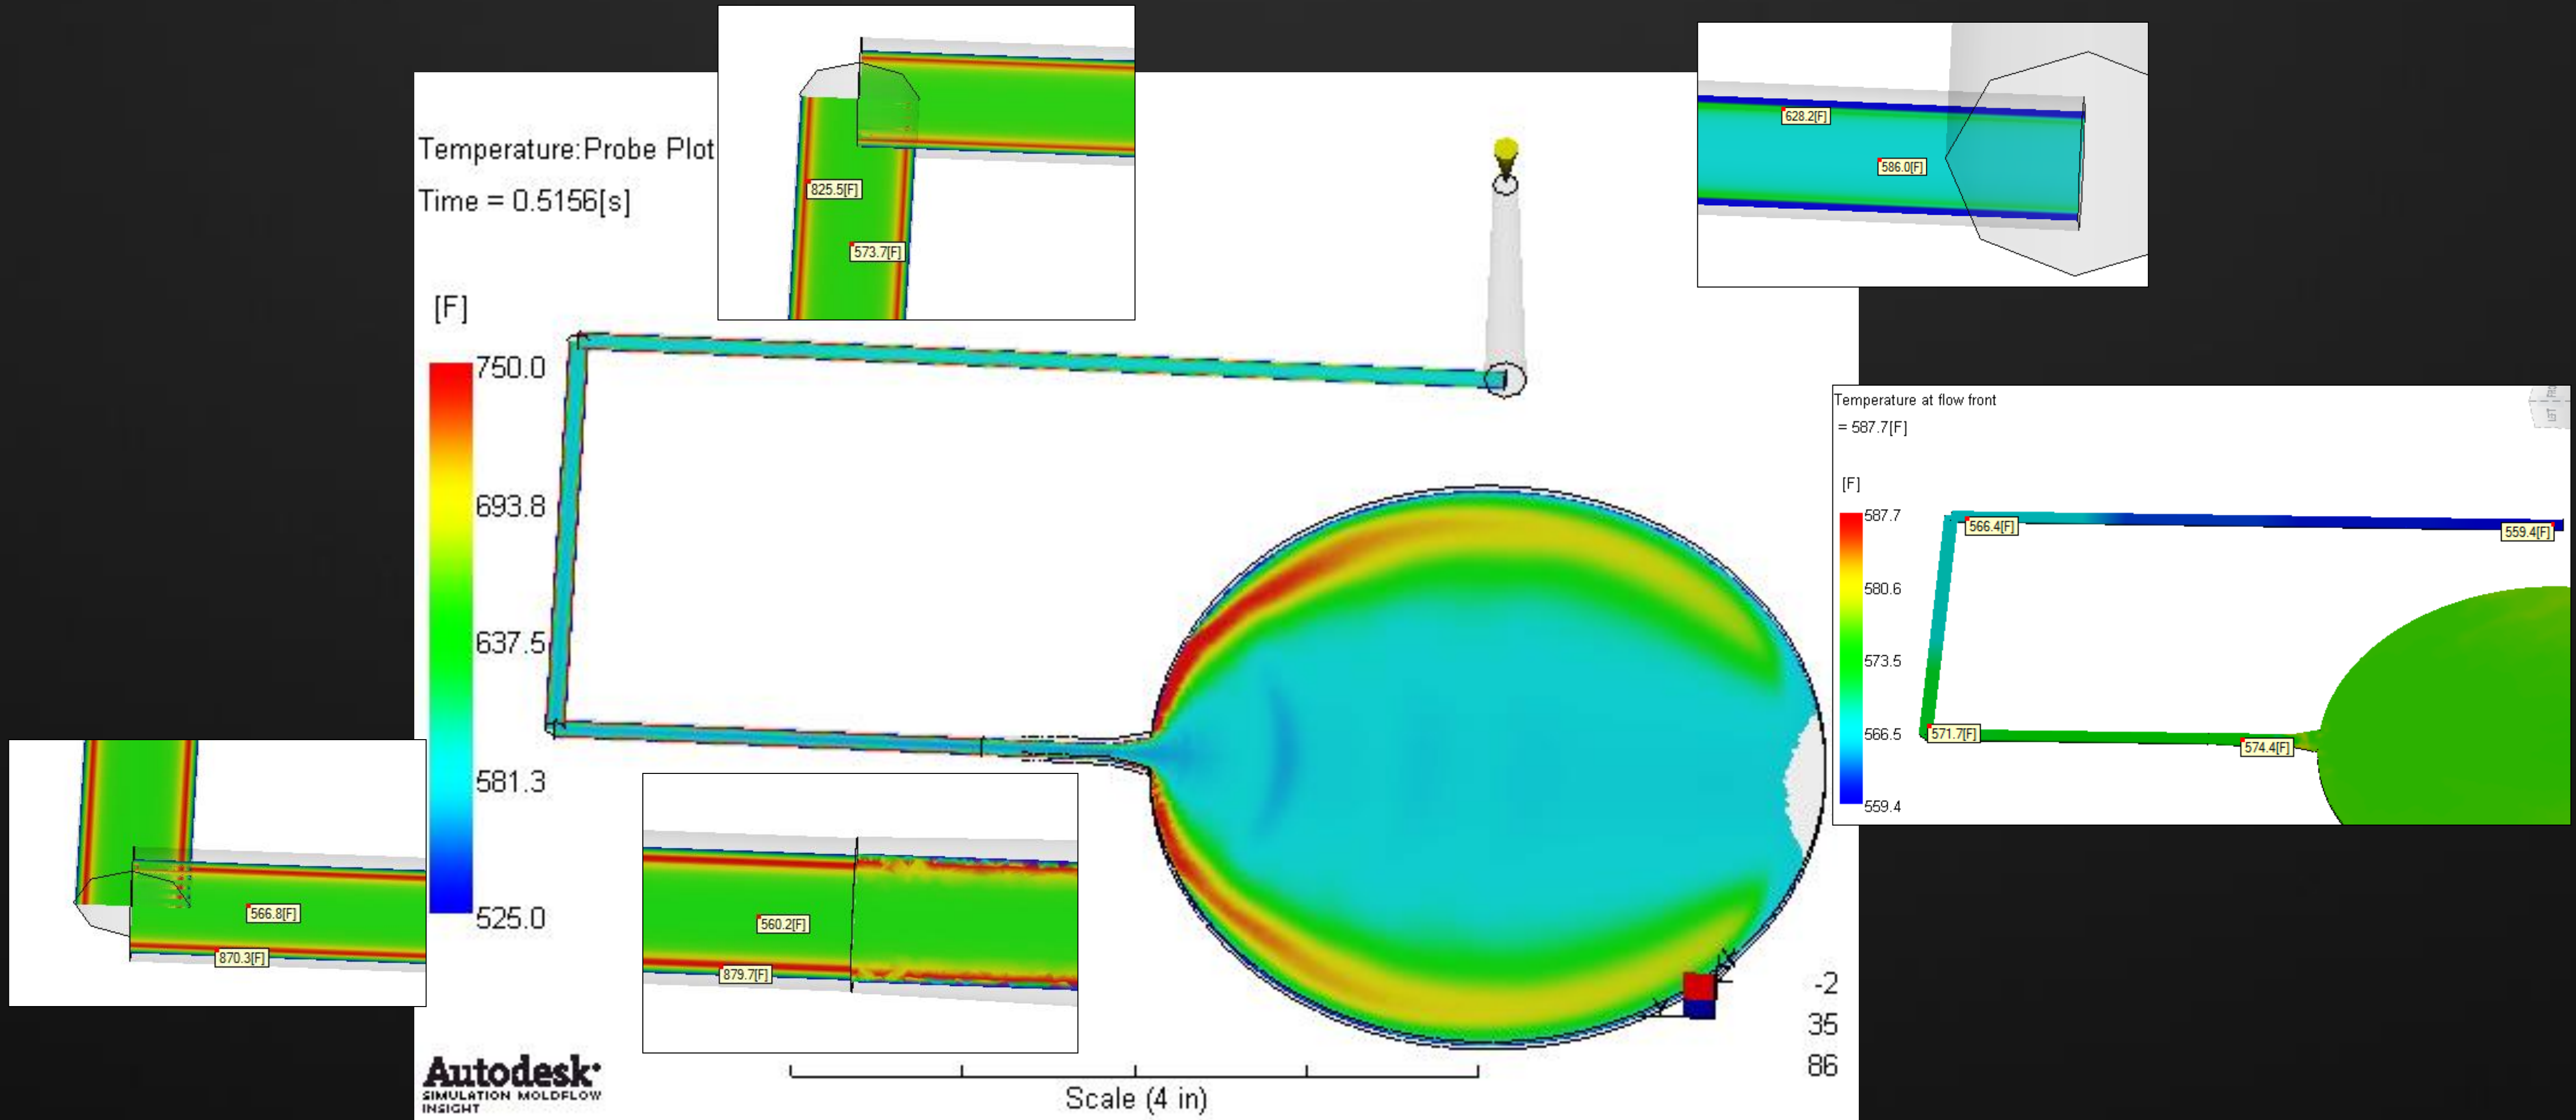 Temperature:Probe Plot
Time = 0.5156[s]
[F]
750.0
693.8
637.5
581.3
525.0
825.5[F]
573.7[F]
628.2[F]
586.0[F]
Temperature at flow front
= 587.7[F]
[F]
587.7
580.6
573.5
566.5
559.4
566.4[F]
559.4[F]
571.7[F]
574.4[F]
566.8[F]
870.3[F]
560.2[F]
879.7[F]
-2
35
86
Scale (4 in)
Autodesk
SIMULATION MOLDFLOW
INSIGHT